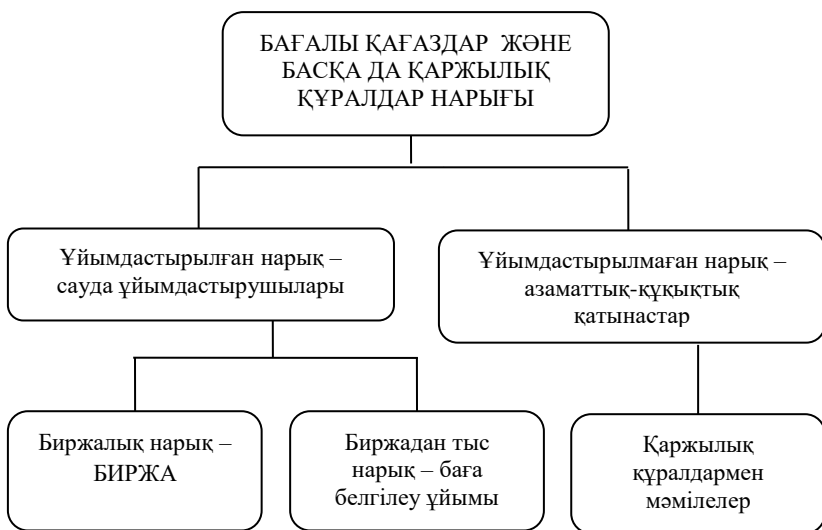 БАҒАЛЫ ҚАҒАЗДАР ЖӘНЕ
БАСҚА ДА ҚАРЖЫЛЫҚ
ҚҰРАЛДАР НАРЫҒЫ
Ұйымдастырылған нарық –
сауда ұйымдастырушылары
Ұйымдастырылмаған нарық –
азаматтық-құқықтық
қатынастар
Биржалық нарық –
БИРЖА
Биржадан тыс
нарық – баға
белгілеу ұйымы
Қаржылық
құралдармен
мәмілелер